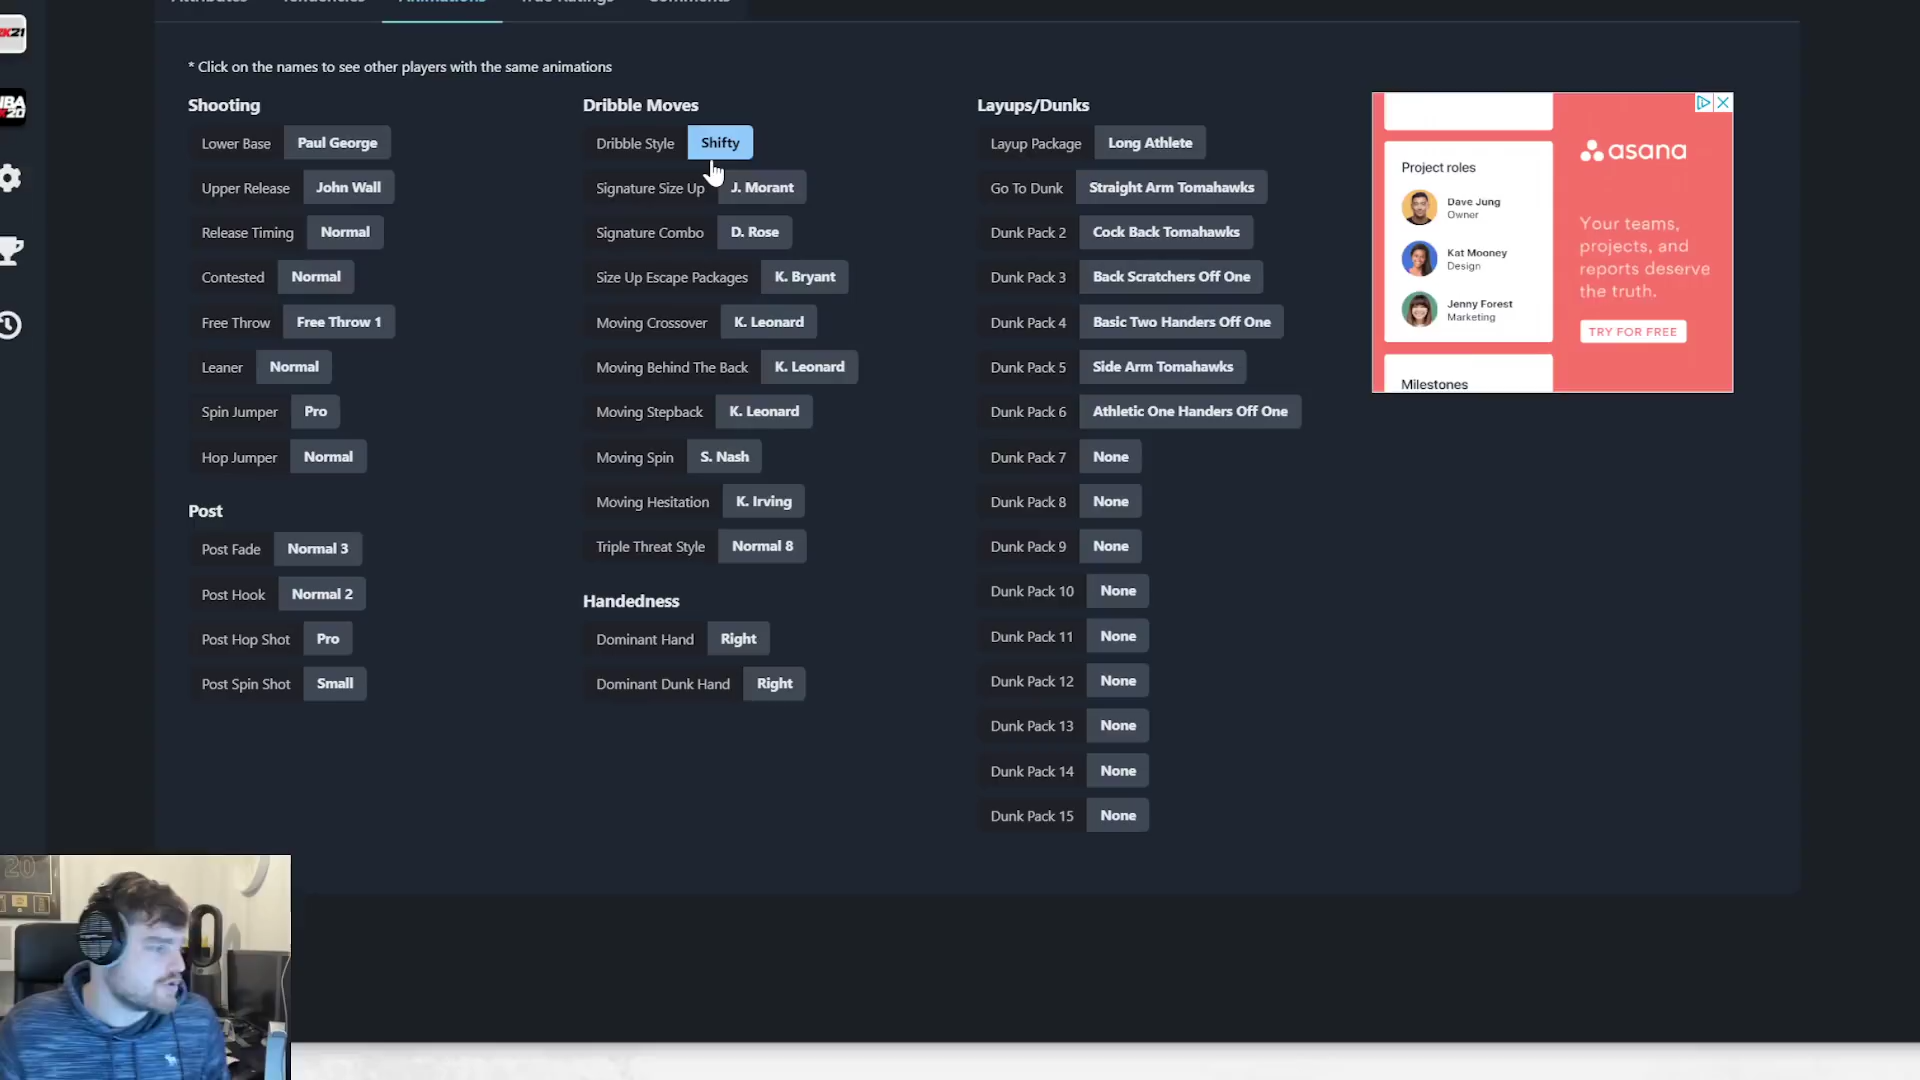 Attributes
Tendencies
Animations
True Ratings
Comments
K21
NBA
K20
* Click on the names to see other players with the same animations
Shooting
Lower Base Paul George
Upper Release John Wall
Release Timing Normal
Contested Normal
Free Throw Free Throw 1
Leaner Normal
Spin Jumper Pro
Hop Jumper Normal
Post
Post Fade Normal 3
Post Hook Normal 2
Post Hop Shot Pro
Post Spin Shot Small
Dribble Moves
Dribble Style Shifty
Signature Size Up J. Morant
Signature Combo D. Rose
Size Up Escape Packages K. Bryant
Moving Crossover K. Leonard
Moving Behind The Back K. Leonard
Moving Stepback K. Leonard
Moving Spin S. Nash
Moving Hesitation K. Irving
Triple Threat Style Normal 8
Handedness
Dominant Hand Right
Dominant Dunk Hand Right
Layups/Dunks
Layup Package Long Athlete
Go To Dunk Straight Arm Tomahawks
Dunk Pack 2 Cock Back Tomahawks
Dunk Pack 3 Back Scratchers Off One
Dunk Pack 4 Basic Two Handers Off One
Dunk Pack 5 Side Arm Tomahawks
Dunk Pack 6 Athletic One Handers Off One
Dunk Pack 7 None
Dunk Pack 8 None
Dunk Pack 9 None
Dunk Pack 10 None
Dunk Pack 11 None
Dunk Pack 12 None
Dunk Pack 13 None
Dunk Pack 14 None
Dunk Pack 15 None
Project roles
Dave Jung
Owner
Kat Mooney
Design
Jenny Forest
Marketing
Milestones
asana
Your teams,
projects, and
reports deserve
the truth.
TRY FOR FREE
20